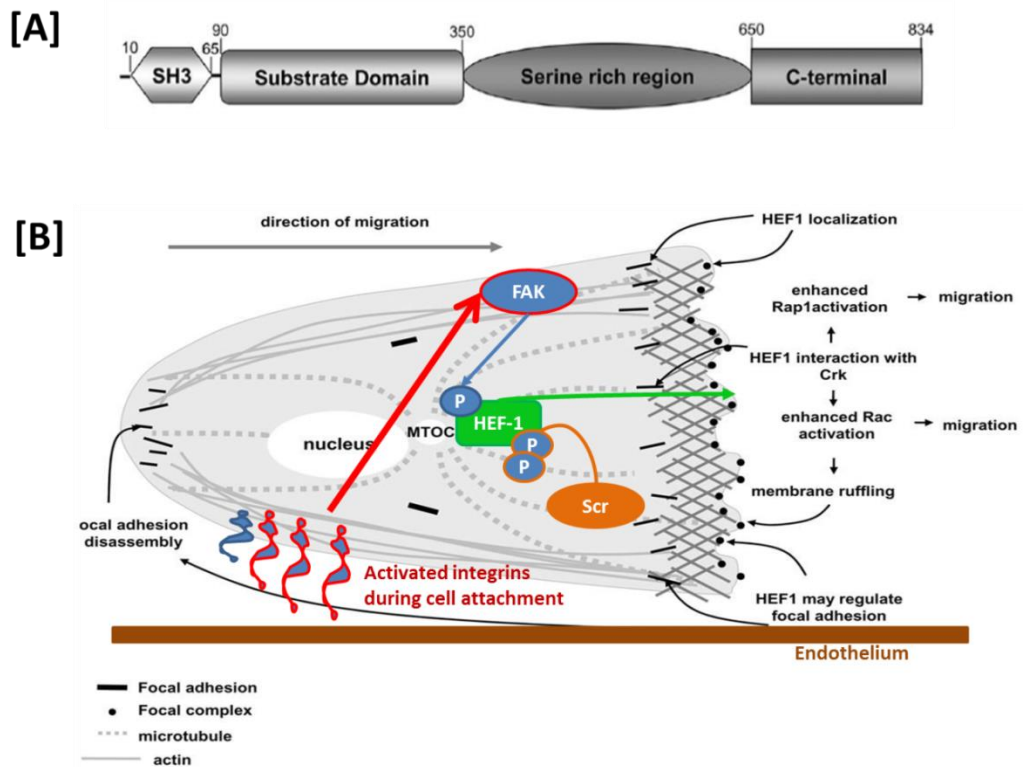 [A]
10 65 90 350 650 834
SH3 Substrate Domain Serine rich region C-terminal
[B]
direction of migration
HEF1 localization
FAK
enhanced
Rap1activation
migration
HEF1 interaction with
Crk
P
HEF-1
MTOC
nucleus
P
P
enhanced Rac
activation
migration
Scr
membrane ruffling
ocal adhesion
disassembly
Activated integrins
during cell attachment
HEF1 may regulate
focal adhesion
Endothelium
Focal adhesion
Focal complex
microtubule
actin